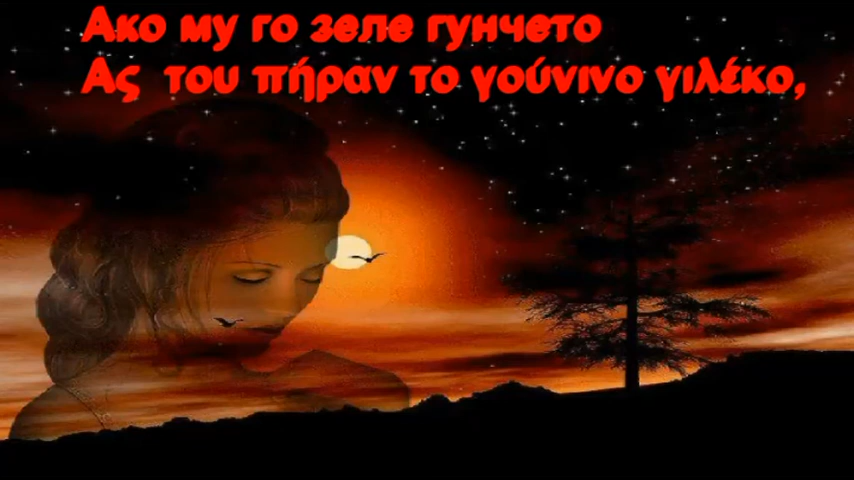 Ако му го зеле гунчето
Ας του πήραν το γούνινο γιλέκο,